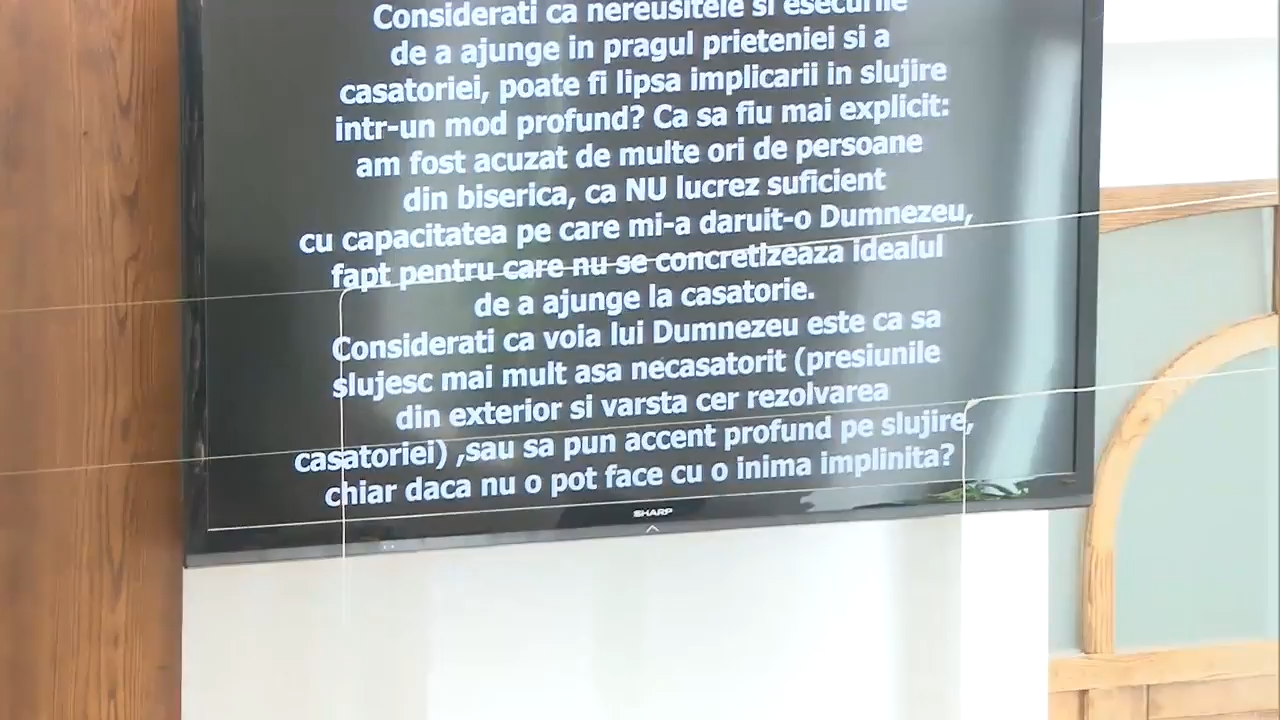 Considerati ca nereusitele si esecurile
de a ajunge in pragul prieteniei si a
casatoriei, poate fi lipsa implicarii in slujire
intr-un mod profund? Ca sa fiu mai explicit:
am fost acuzat de multe ori de persoane
din biserica, ca NU lucrez suficient
cu capacitatea pe care mi-a daruit-o Dumnezeu,
fapt pentru care nu se concretizeaza idealul
de a ajunge la casatorie.
Considerati ca voia lui Dumnezeu este ca sa
slujesc mai mult asa necasatorit (presiunile
din exterior si varsta cer rezolvarea
casatoriei) ,sau sa pun accent profund pe slujire,
chiar daca nu o pot face cu o inima implinita?
SHARP